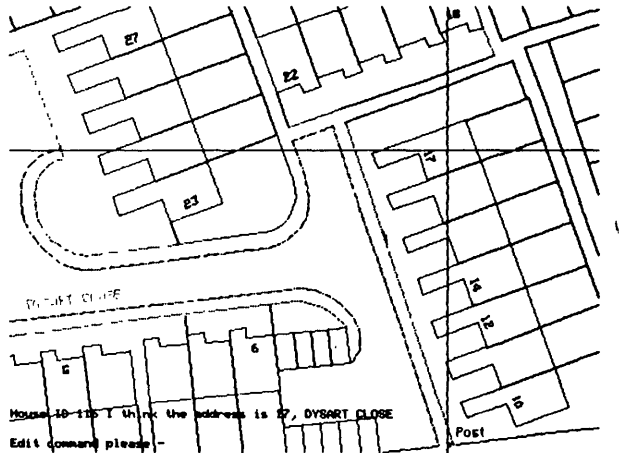 18
27
22
17
23
DYSART CLOSE
14
12
6
G
10
House ID 115 I think the address is 17, DYSART CLOSE
Edit command please:-
Post